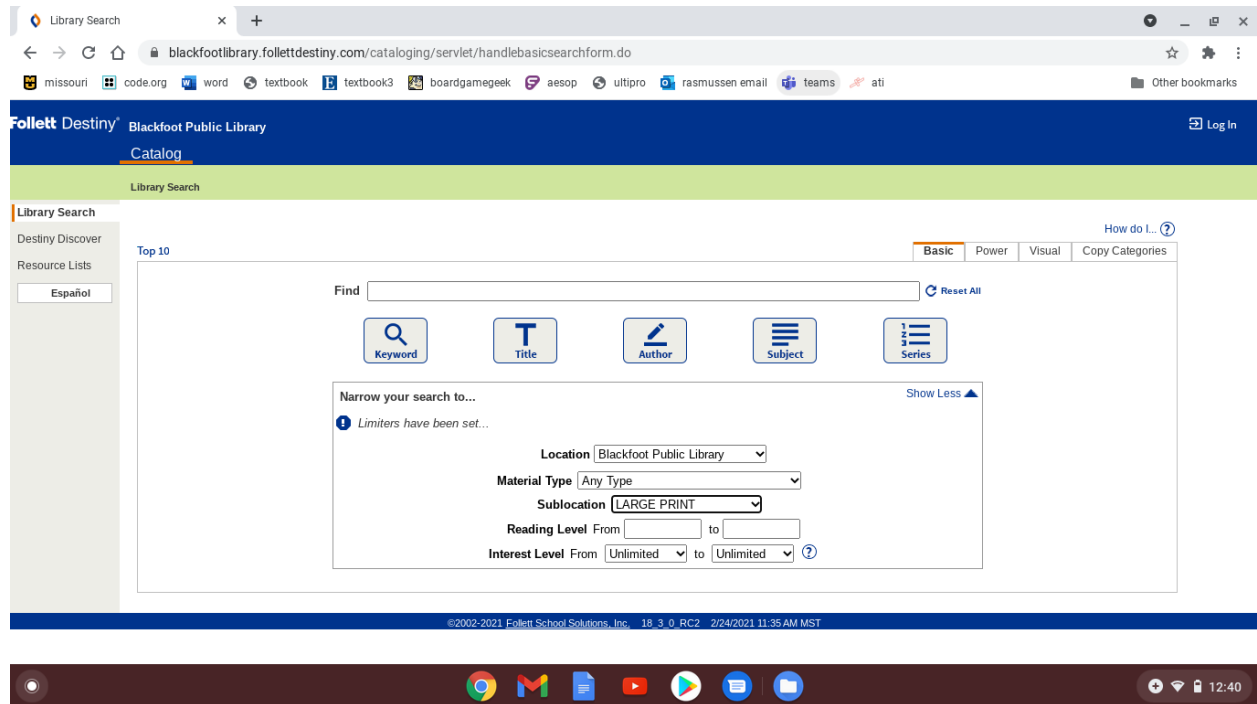 Library Search
blackfootlibrary.follettdestiny.com/cataloging/servlet/handlebasicsearchform.do
missouri code.org word textbook textbook3 boardgamegeek aesop ultipro rasmussen email teams ati Other bookmarks
Follett Destiny® Blackfoot Public Library Log In
Catalog
Library Search
Library Search
How do I... ?
Destiny Discover
Top 10 Basic Power Visual Copy Categories
Resource Lists
Español
Find Reset All
Keyword Title Author Subject Series
Narrow your search to... Show Less
Limiters have been set...
Location Blackfoot Public Library
Material Type Any Type
Sublocation LARGE PRINT
Reading Level From to
Interest Level From Unlimited to Unlimited ?
©2002-2021 Follett School Solutions, Inc. 18_3_0_RC2 2/24/2021 11:35 AM MST
12:40